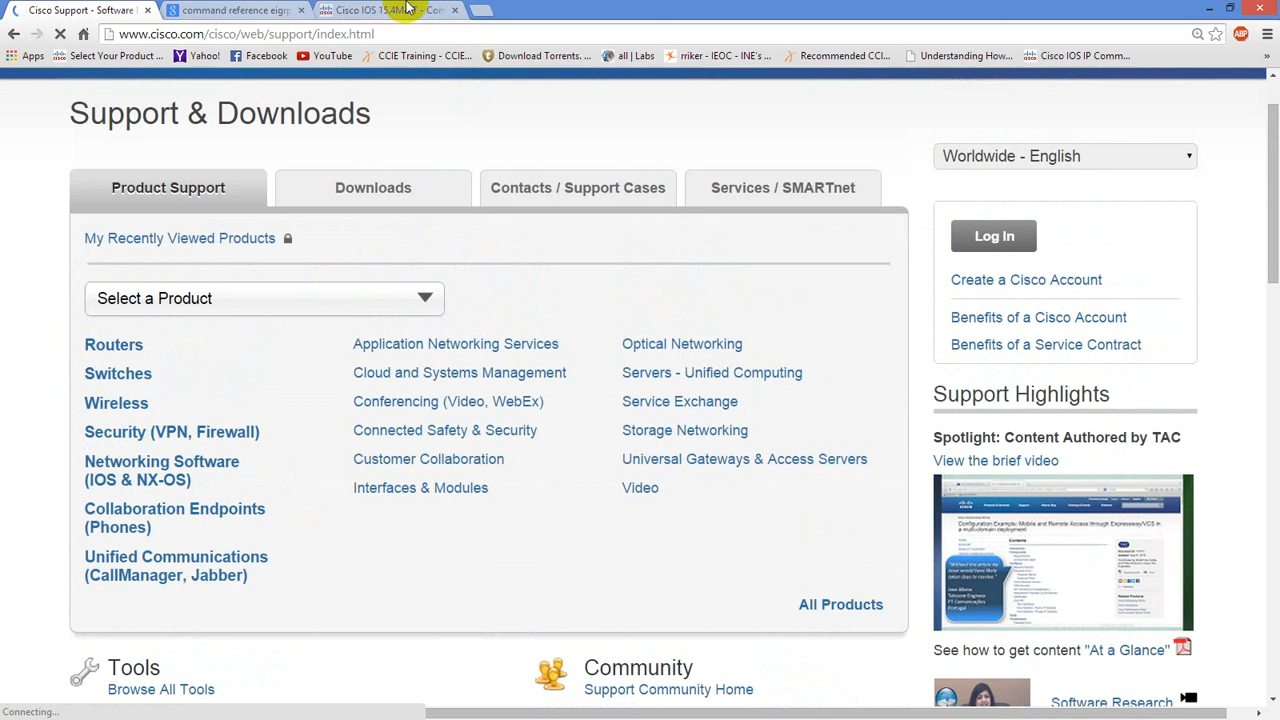 Cisco Support - Software
command reference eigrp
Cisco IOS 15.4M
www.cisco.com/cisco/web/support/index.html
ABP
Apps
Select Your Product ...
Yahoo!
Facebook
YouTube
CCIE Training - CCIE...
Download Torrents, ...
all | Labs
rriker - IEOC - INE's ...
Recommended CCI...
Understanding How...
Cisco IOS IP Comm...
»
Support & Downloads
Worldwide - English
Product Support
Downloads
Contacts / Support Cases
Services / SMARTnet
My Recently Viewed Products
Log In
Create a Cisco Account
Select a Product
Benefits of a Cisco Account
Routers
Application Networking Services
Optical Networking
Benefits of a Service Contract
Switches
Cloud and Systems Management
Servers - Unified Computing
Wireless
Conferencing (Video, WebEx)
Service Exchange
Support Highlights
Security (VPN, Firewall)
Connected Safety & Security
Storage Networking
Spotlight: Content Authored by TAC
Networking Software
(IOS & NX-OS)
Customer Collaboration
Universal Gateways & Access Servers
View the brief video
Interfaces & Modules
Video
Collaboration Endpoints
(Phones)
Unified Communications
(CallManager, Jabber)
All Products
See how to get content "At a Glance"
Tools
Browse All Tools
Community
Support Community Home
Software Research
Connecting...